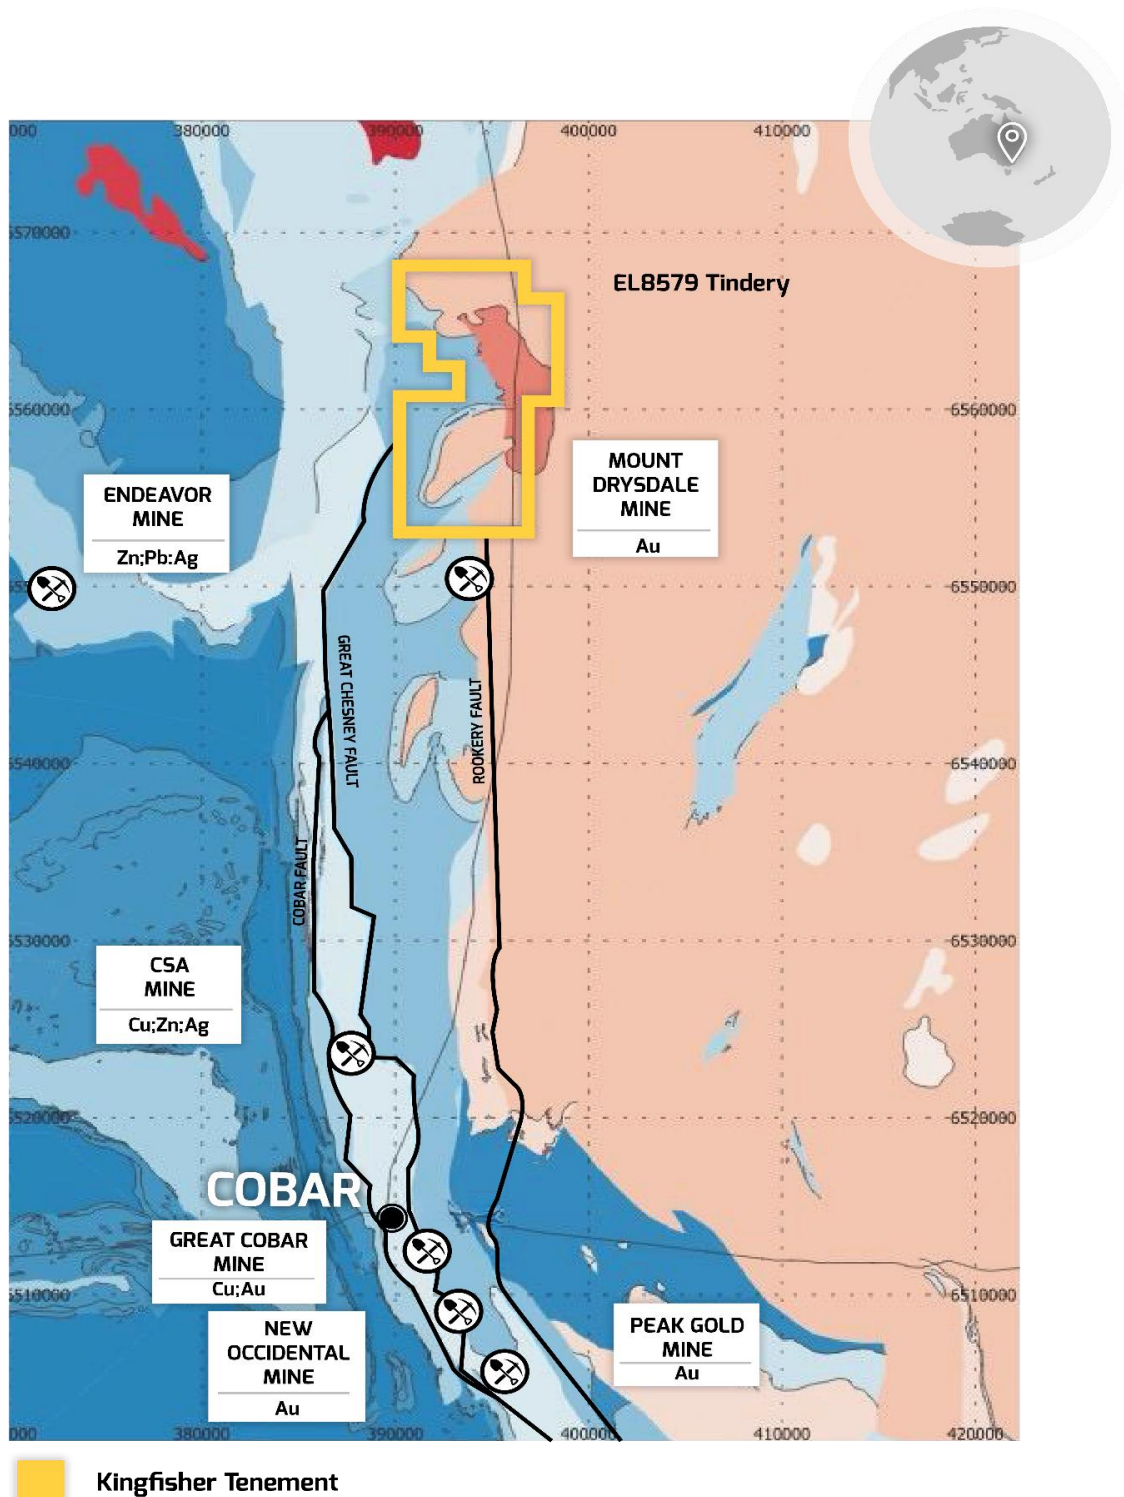 000 380000 390000 400000 410000
6570000
EL8579 Tindery
6560000 6560000
MOUNT
DRYSDALE
MINE
Au
ENDEAVOR
MINE
Zn;Pb:Ag
6550000
GREAT CHESNEY FAULT
ROOKERY FAULT
6540000 6540000
COBAR FAULT
6530000 6530000
CSA
MINE
Cu;Zn;Ag
6520000 6520000
COBAR
GREAT COBAR
MINE
Cu;Au
6510000 6510000
NEW
OCCIDENTAL
MINE
Au
PEAK GOLD
MINE
Au
000 380000 390000 400000 410000 420000
Kingfisher Tenement